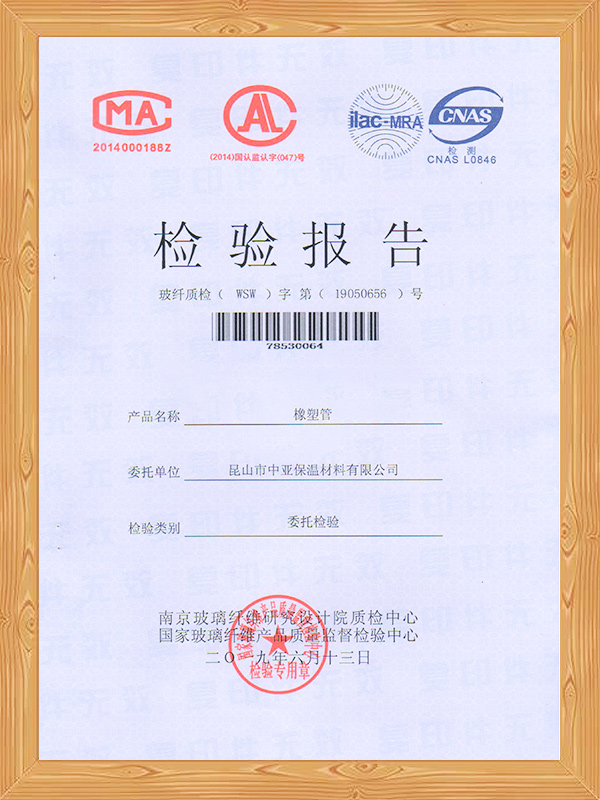 MA
2014000188Z
CAL
(2014)国认监认字(047)号
ilac-MRA
CNAS
检 测
CNAS L0846
检验报告
玻纤质检( WSW )字 第( 19050656 )号
78530064
产品名称 橡塑管
委托单位 昆山市中亚保温材料有限公司
检验类别 委托检验
南京玻璃纤维研究设计院质检中心
国家玻璃纤维产品质量监督检验中心
二〇一九年六月十三日
检验专用章